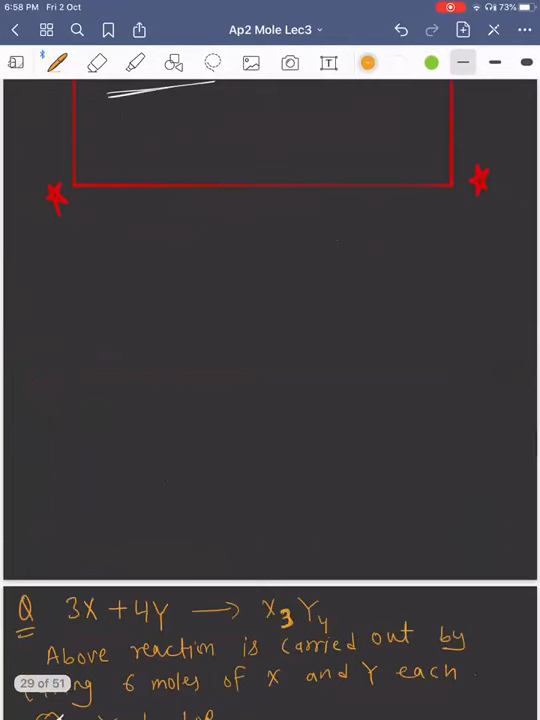 6:58 PM Fri 2 Oct
73%
Ap2 Mole Lec3
T
Q 3X + 4Y → X3Y4
Above reaction is carried out by
6 moles of X and Y each
29 of 51